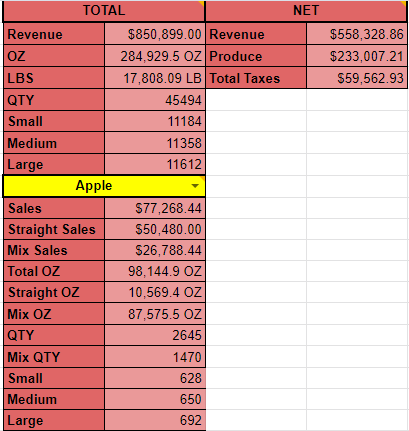 TOTAL NET
Revenue $850,899.00 Revenue $558,328.86
OZ 284,929.5 OZ Produce $233,007.21
LBS 17,808.09 LB Total Taxes $59,562.93
QTY 45494
Small 11184
Medium 11358
Large 11612
Apple
Sales $77,268.44
Straight Sales $50,480.00
Mix Sales $26,788.44
Total OZ 98,144.9 OZ
Straight OZ 10,569.4 OZ
Mix OZ 87,575.5 OZ
QTY 2645
Mix QTY 1470
Small 628
Medium 650
Large 692